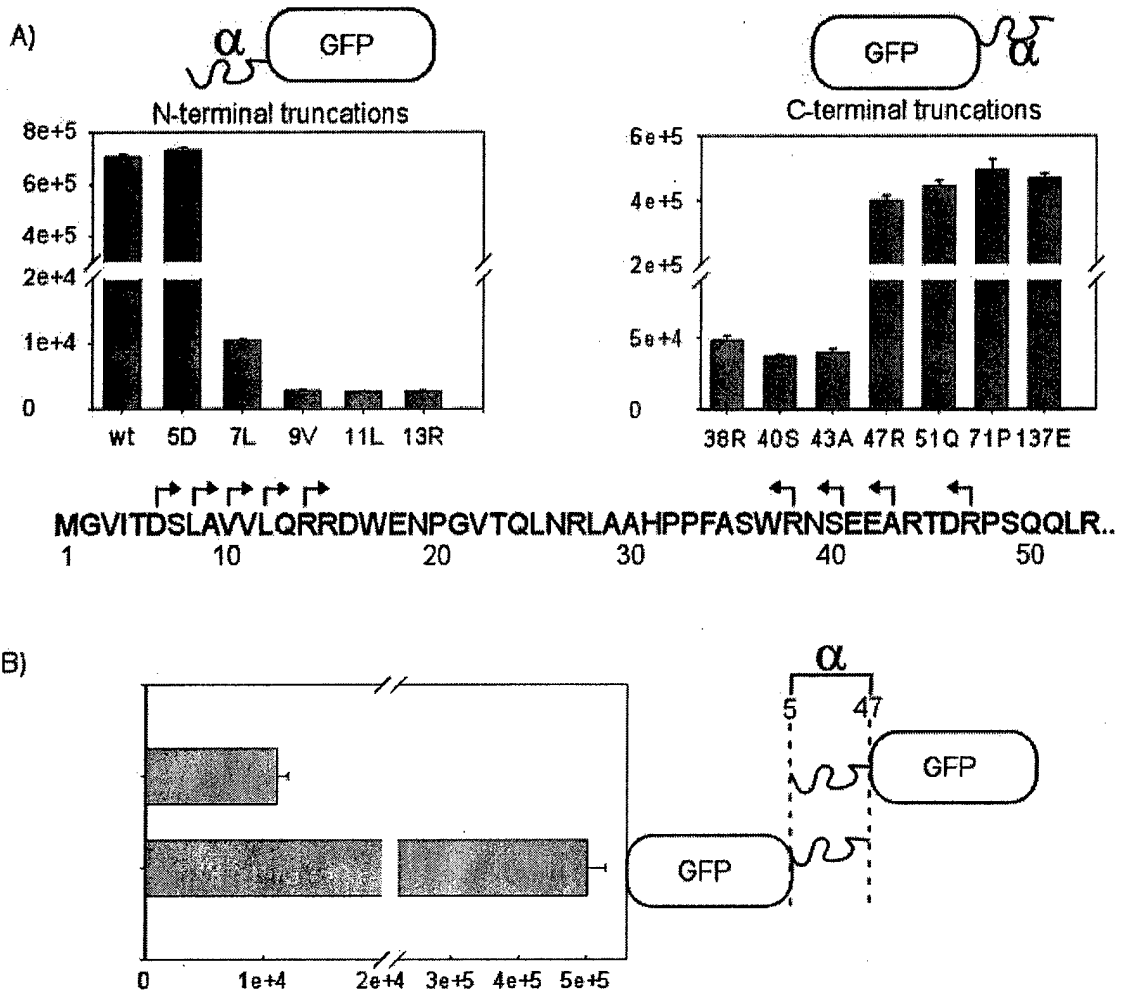 A)
α GFP
GFP α
N-terminal truncations
C-terminal truncations
8e+5
6e+5
4e+5
2e+4
1e+4
0
wt 5D 7L 9V 11L 13R
6e+5
4e+5
2e+5
5e+4
0
38R 40S 43A 47R 51Q 71P 137E
MGVITDSLAVVLQRRDWENPGVTQLNRLAAHPPFASWRNSEEARTDRPSQQLR..
1 10 20 30 40 50
B)
α
5 47
GFP
GFP
0 1e+4 2e+4 3e+5 4e+5 5e+5